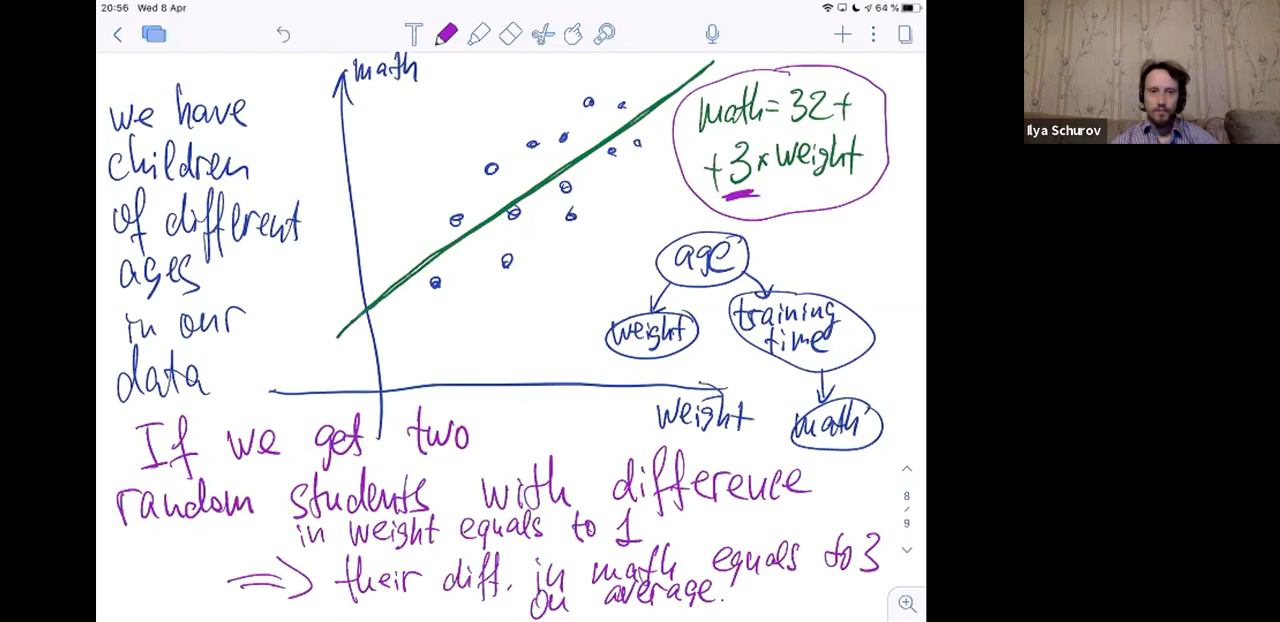 20:56 Wed 8 Apr
64 %
T
math
we have
children
of different
ages
in our
data
math = 32 +
+ 3 × weight
age
weight
training
time
math
weight
If we get two
random students with difference
in weight equals to 1
⇒ their diff. in math equals to 3
on average.
8
/
9
Ilya Schurov